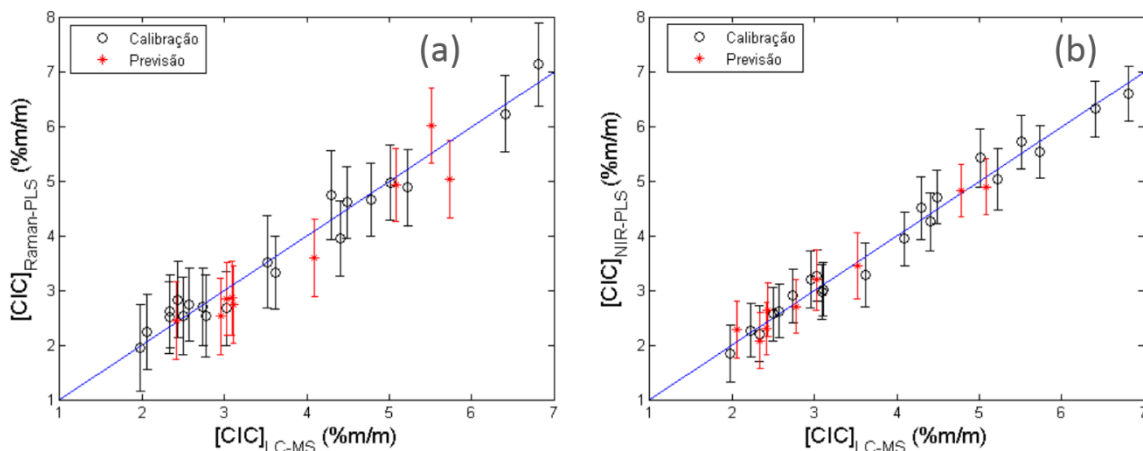 Calibração
Previsão
(a)
8
7
6
5
4
3
2
1
1 2 3 4 5 6 7
[CIC]Raman-PLS (%m/m)
[CIC]LC-MS (%m/m)
Calibração
Previsão
(b)
8
7
6
5
4
3
2
1
1 2 3 4 5 6 7
[CIC]NIR-PLS (%m/m)
[CIC]LC-MS (%m/m)